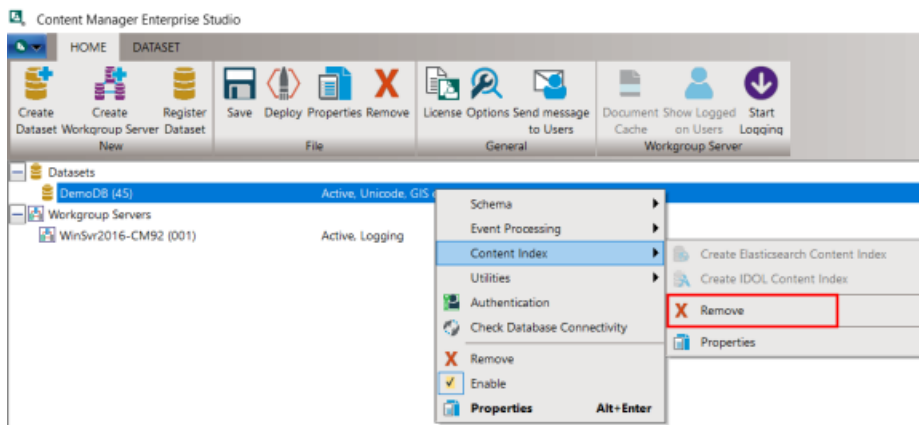 Content Manager Enterprise Studio
HOME DATASET
Create Dataset
Create Workgroup Server
Register Dataset
New
Save
Deploy
Properties
Remove
File
License
Options
Send message to Users
General
Document Cache
Show Logged on Users
Start Logging
Workgroup Server
Datasets
DemoDB (45) Active, Unicode, GIS
Workgroup Servers
WinSvr2016-CM92 (001) Active, Logging
Schema
Event Processing
Content Index
Utilities
Authentication
Check Database Connectivity
Remove
Enable
Properties Alt+Enter
Create Elasticsearch Content Index
Create IDOL Content Index
Remove
Properties